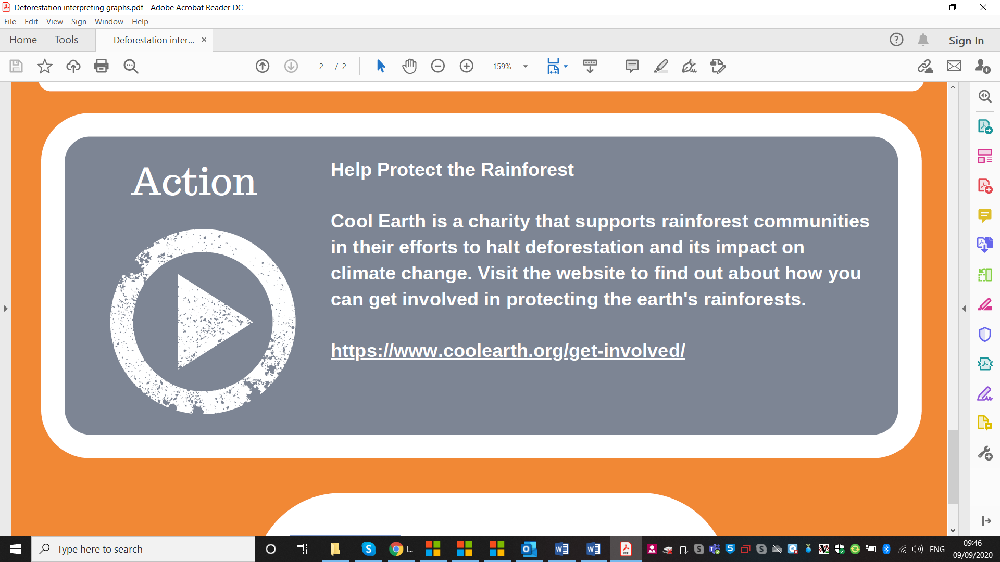 Deforestation interpreting graphs.pdf - Adobe Acrobat Reader DC
File Edit View Sign Window Help
Home Tools Deforestation inter... Sign In
2 / 2 159%
Action
Help Protect the Rainforest
Cool Earth is a charity that supports rainforest communities
in their efforts to halt deforestation and its impact on
climate change. Visit the website to find out about how you
can get involved in protecting the earth's rainforests.
https://www.coolearth.org/get-involved/
Type here to search
I...
ENG
09:46
09/09/2020